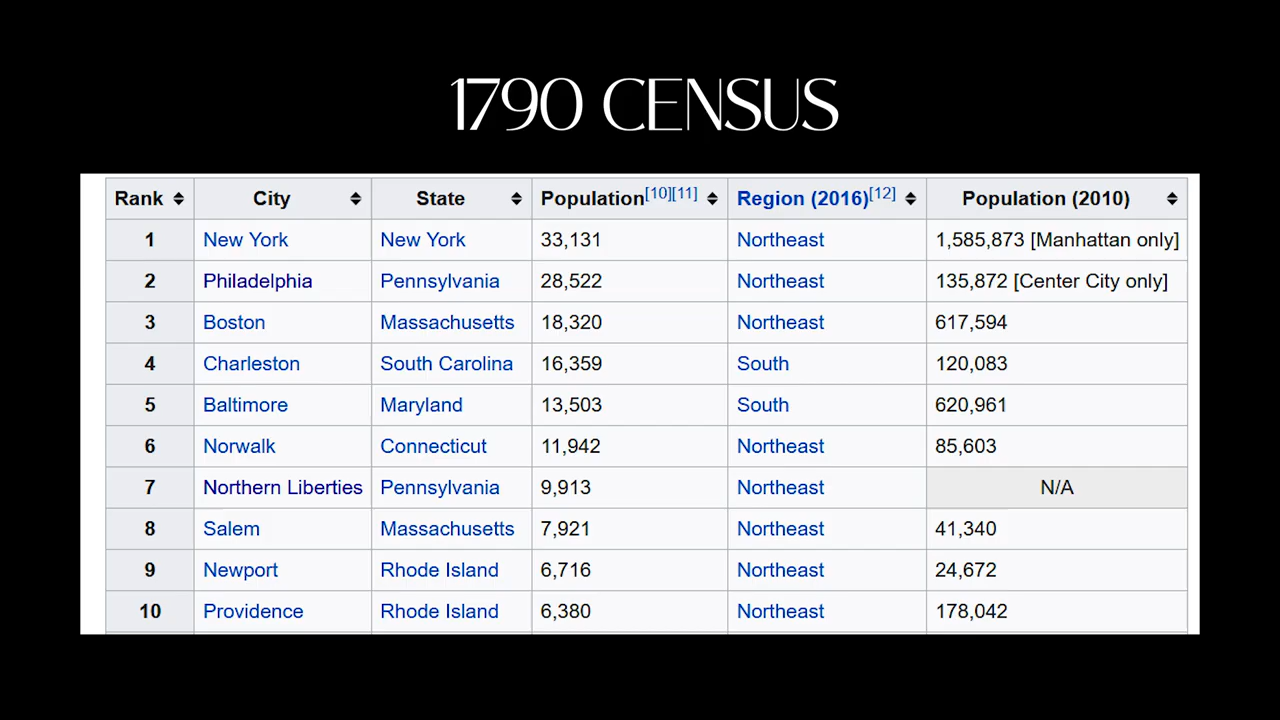 1790 CENSUS
Rank City State Population[10][11] Region (2016)[12] Population (2010)
1 New York New York 33,131 Northeast 1,585,873 [Manhattan only]
2 Philadelphia Pennsylvania 28,522 Northeast 135,872 [Center City only]
3 Boston Massachusetts 18,320 Northeast 617,594
4 Charleston South Carolina 16,359 South 120,083
5 Baltimore Maryland 13,503 South 620,961
6 Norwalk Connecticut 11,942 Northeast 85,603
7 Northern Liberties Pennsylvania 9,913 Northeast N/A
8 Salem Massachusetts 7,921 Northeast 41,340
9 Newport Rhode Island 6,716 Northeast 24,672
10 Providence Rhode Island 6,380 Northeast 178,042